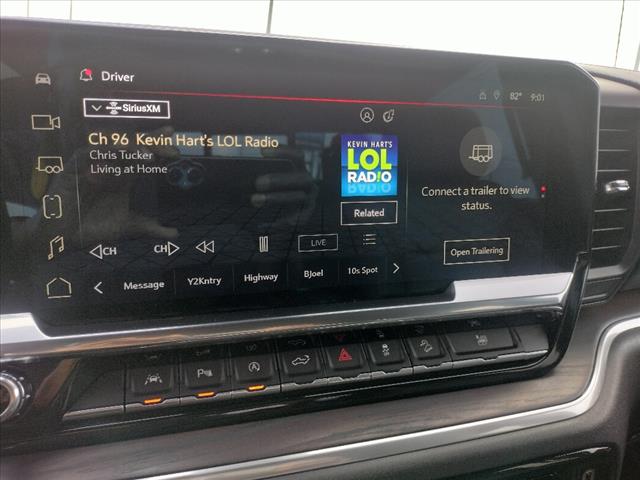 Driver
82° 9:01
SiriusXM
Ch 96 Kevin Hart's LOL Radio
Chris Tucker
Living at Home
KEVIN HART'S
LOL
RADIO
Related
Connect a trailer to view
status.
Open Trailering
CH
CH
LIVE
Message
Y2Kntry
Highway
BJoel
10s Spot